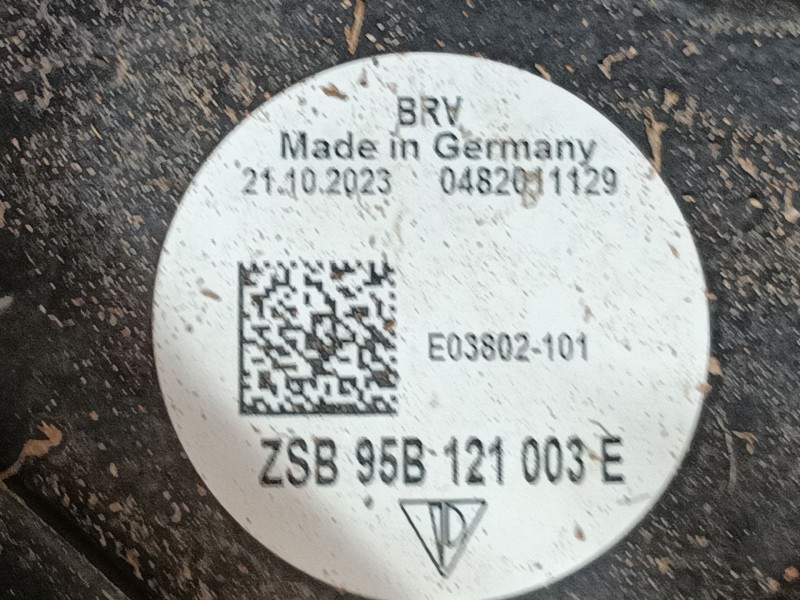 BRV
Made in Germany
21.10.2023 0482011129
E03802-101
ZSB 95B 121 003 E